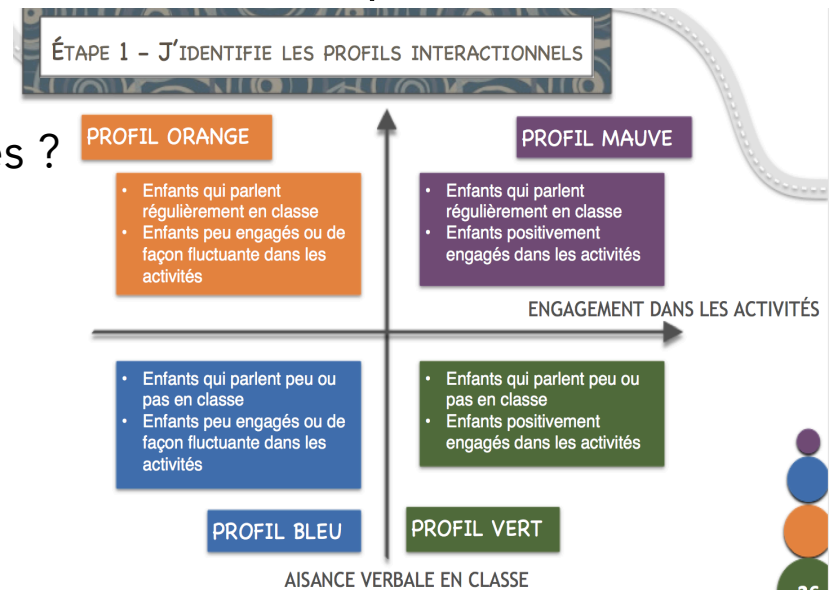 ÉTAPE 1 – J'IDENTIFIE LES PROFILS INTERACTIONNELS
es ?
PROFIL ORANGE
PROFIL MAUVE
• Enfants qui parlent
régulièrement en classe
• Enfants peu engagés ou de
façon fluctuante dans les
activités
• Enfants qui parlent
régulièrement en classe
• Enfants positivement
engagés dans les activités
ENGAGEMENT DANS LES ACTIVITÉS
• Enfants qui parlent peu ou
pas en classe
• Enfants peu engagés ou de
façon fluctuante dans les
activités
• Enfants qui parlent peu ou
pas en classe
• Enfants positivement
engagés dans les activités
PROFIL BLEU
PROFIL VERT
AISANCE VERBALE EN CLASSE